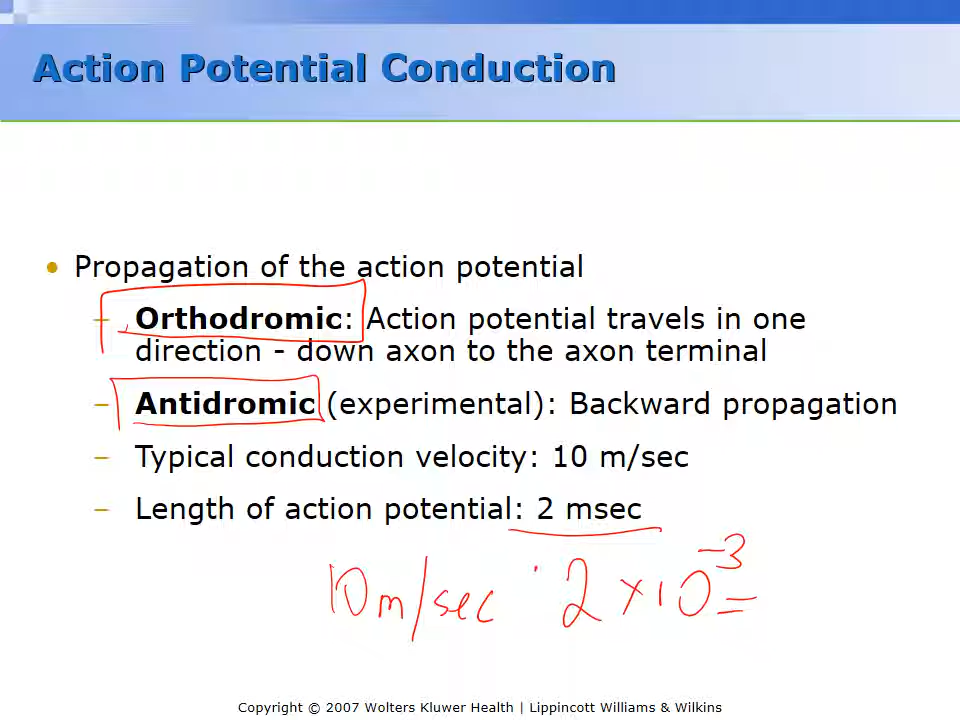 Action Potential Conduction
• Propagation of the action potential
– Orthodromic: Action potential travels in one
direction - down axon to the axon terminal
– Antidromic (experimental): Backward propagation
– Typical conduction velocity: 10 m/sec
– Length of action potential: 2 msec
10 m/sec · 2 × 10⁻³ =
Copyright © 2007 Wolters Kluwer Health | Lippincott Williams & Wilkins